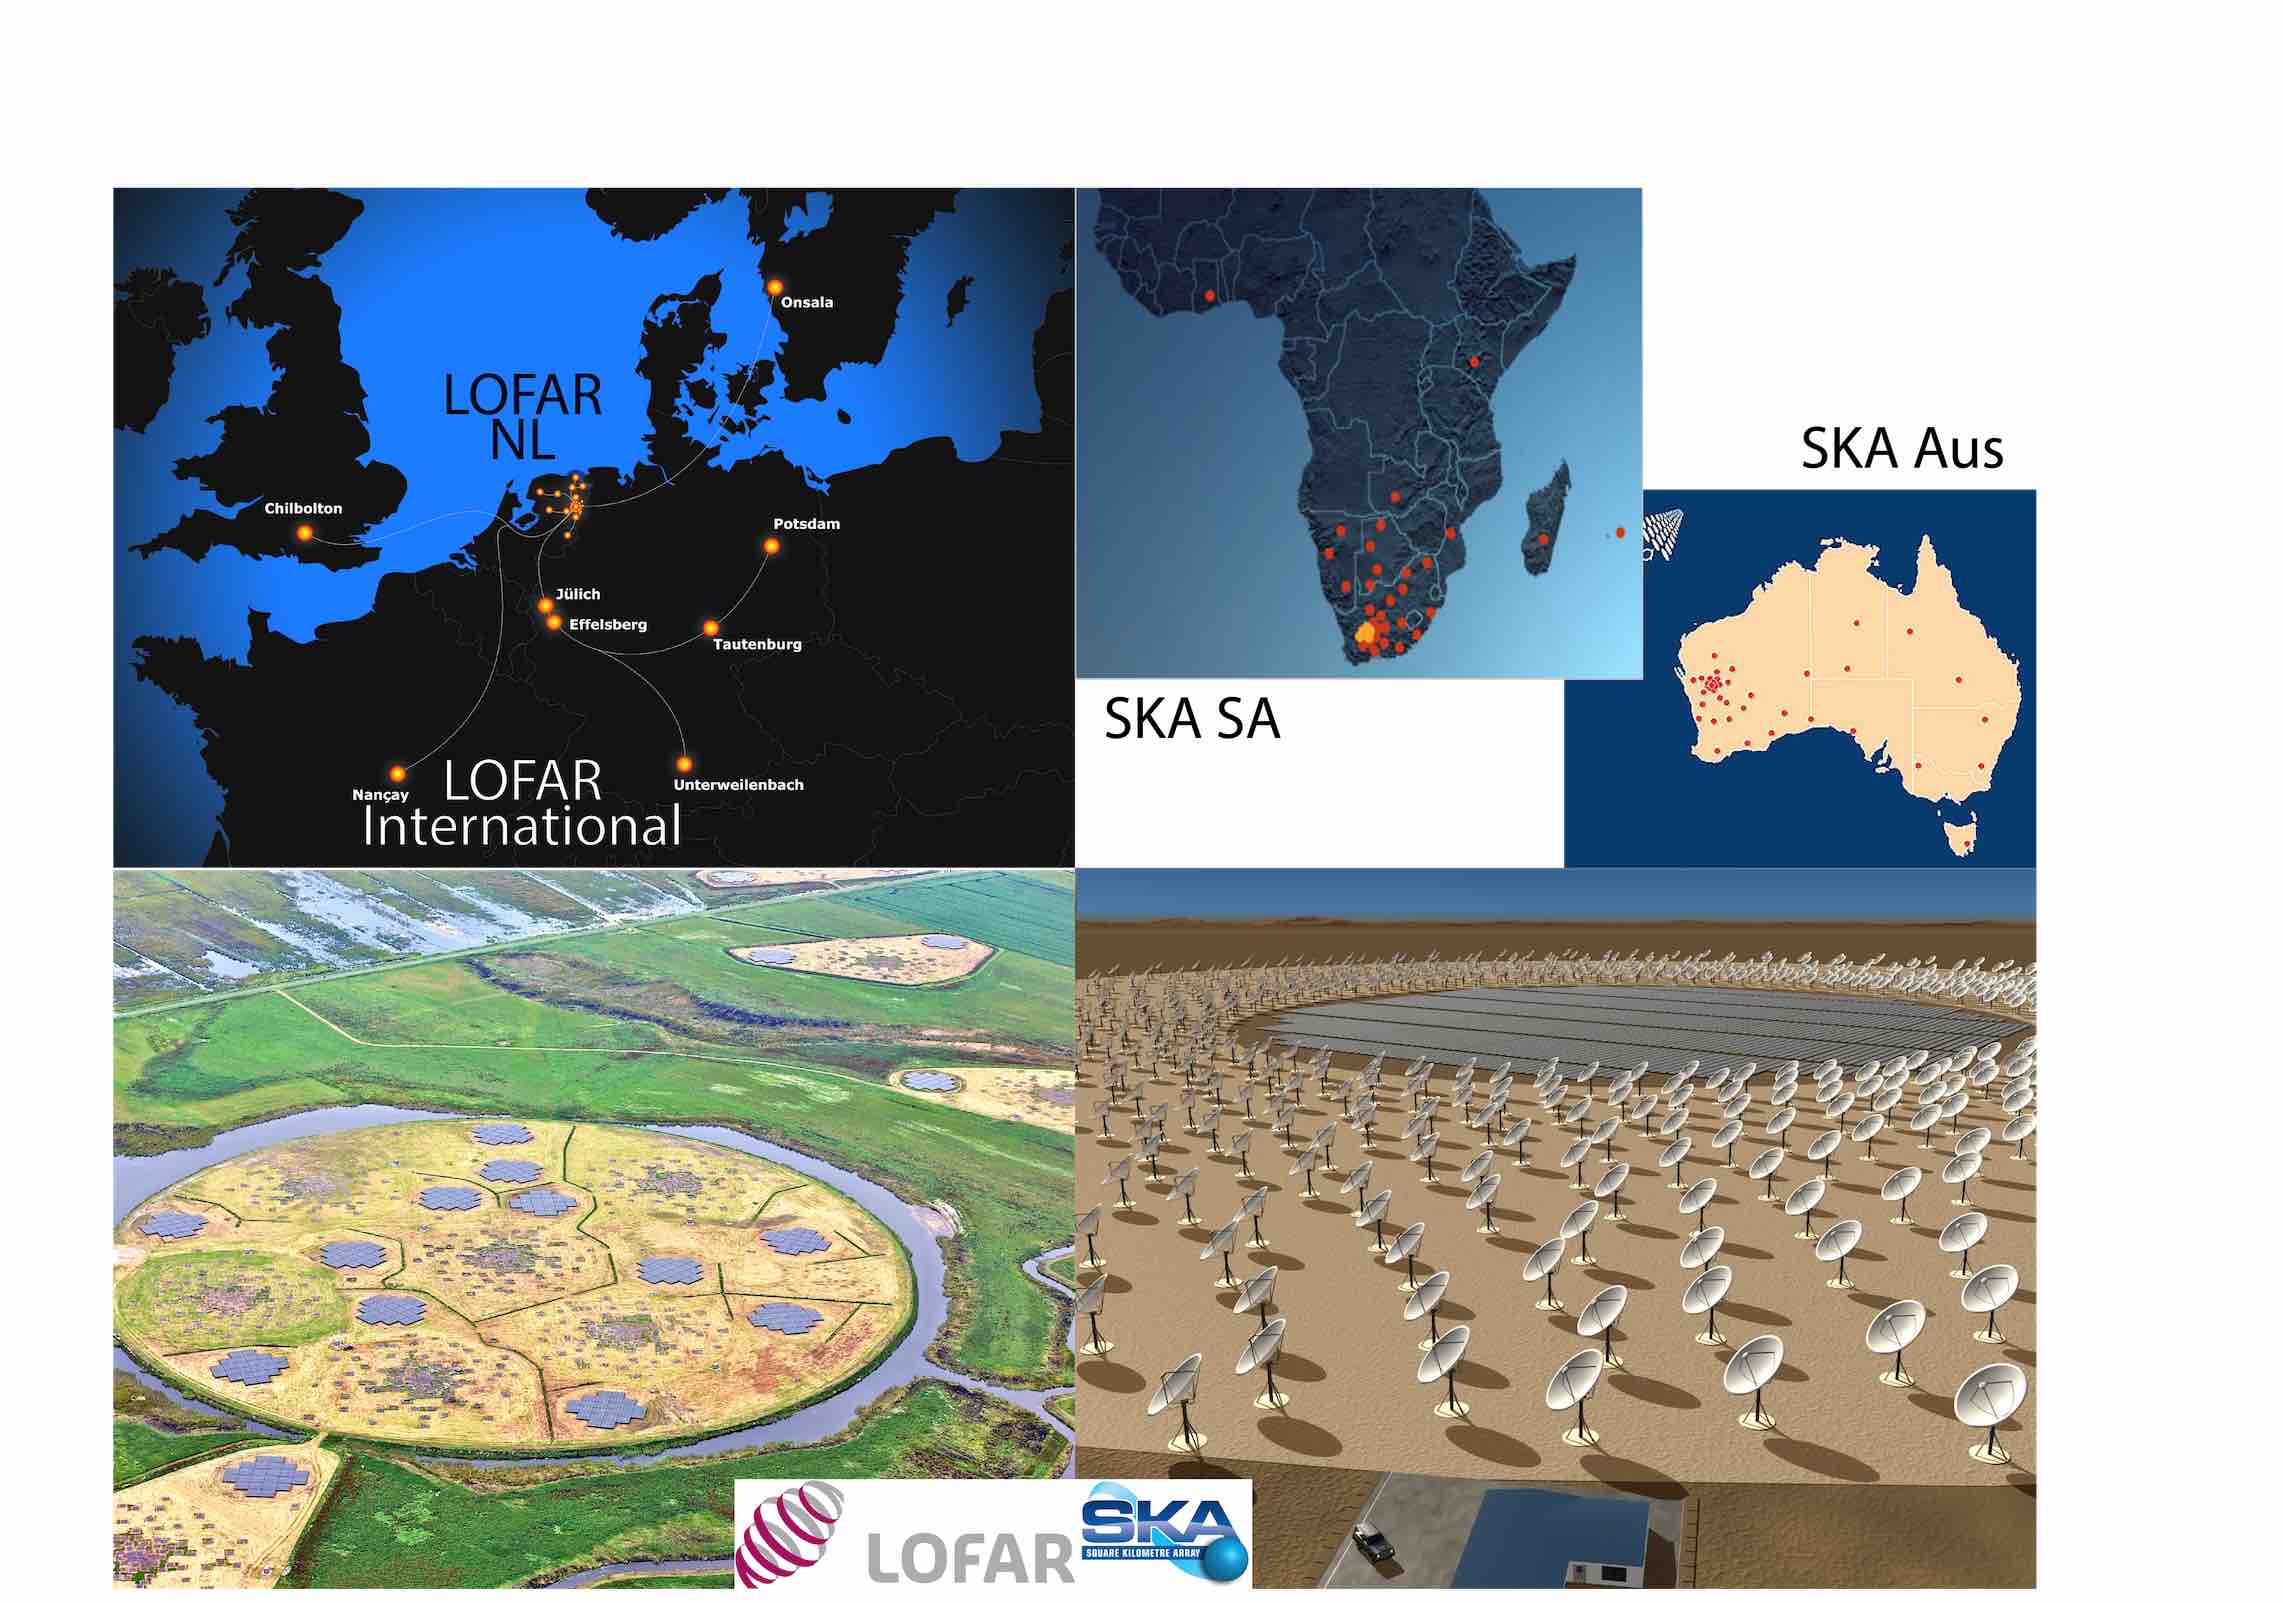 Onsala
LOFAR
NL
Chilbolton
Potsdam
Jülich
Effelsberg
Tautenburg
Nançay
Unterweilenbach
LOFAR
International
SKA SA
SKA Aus
LOFAR
SKA
SQUARE KILOMETRE ARRAY